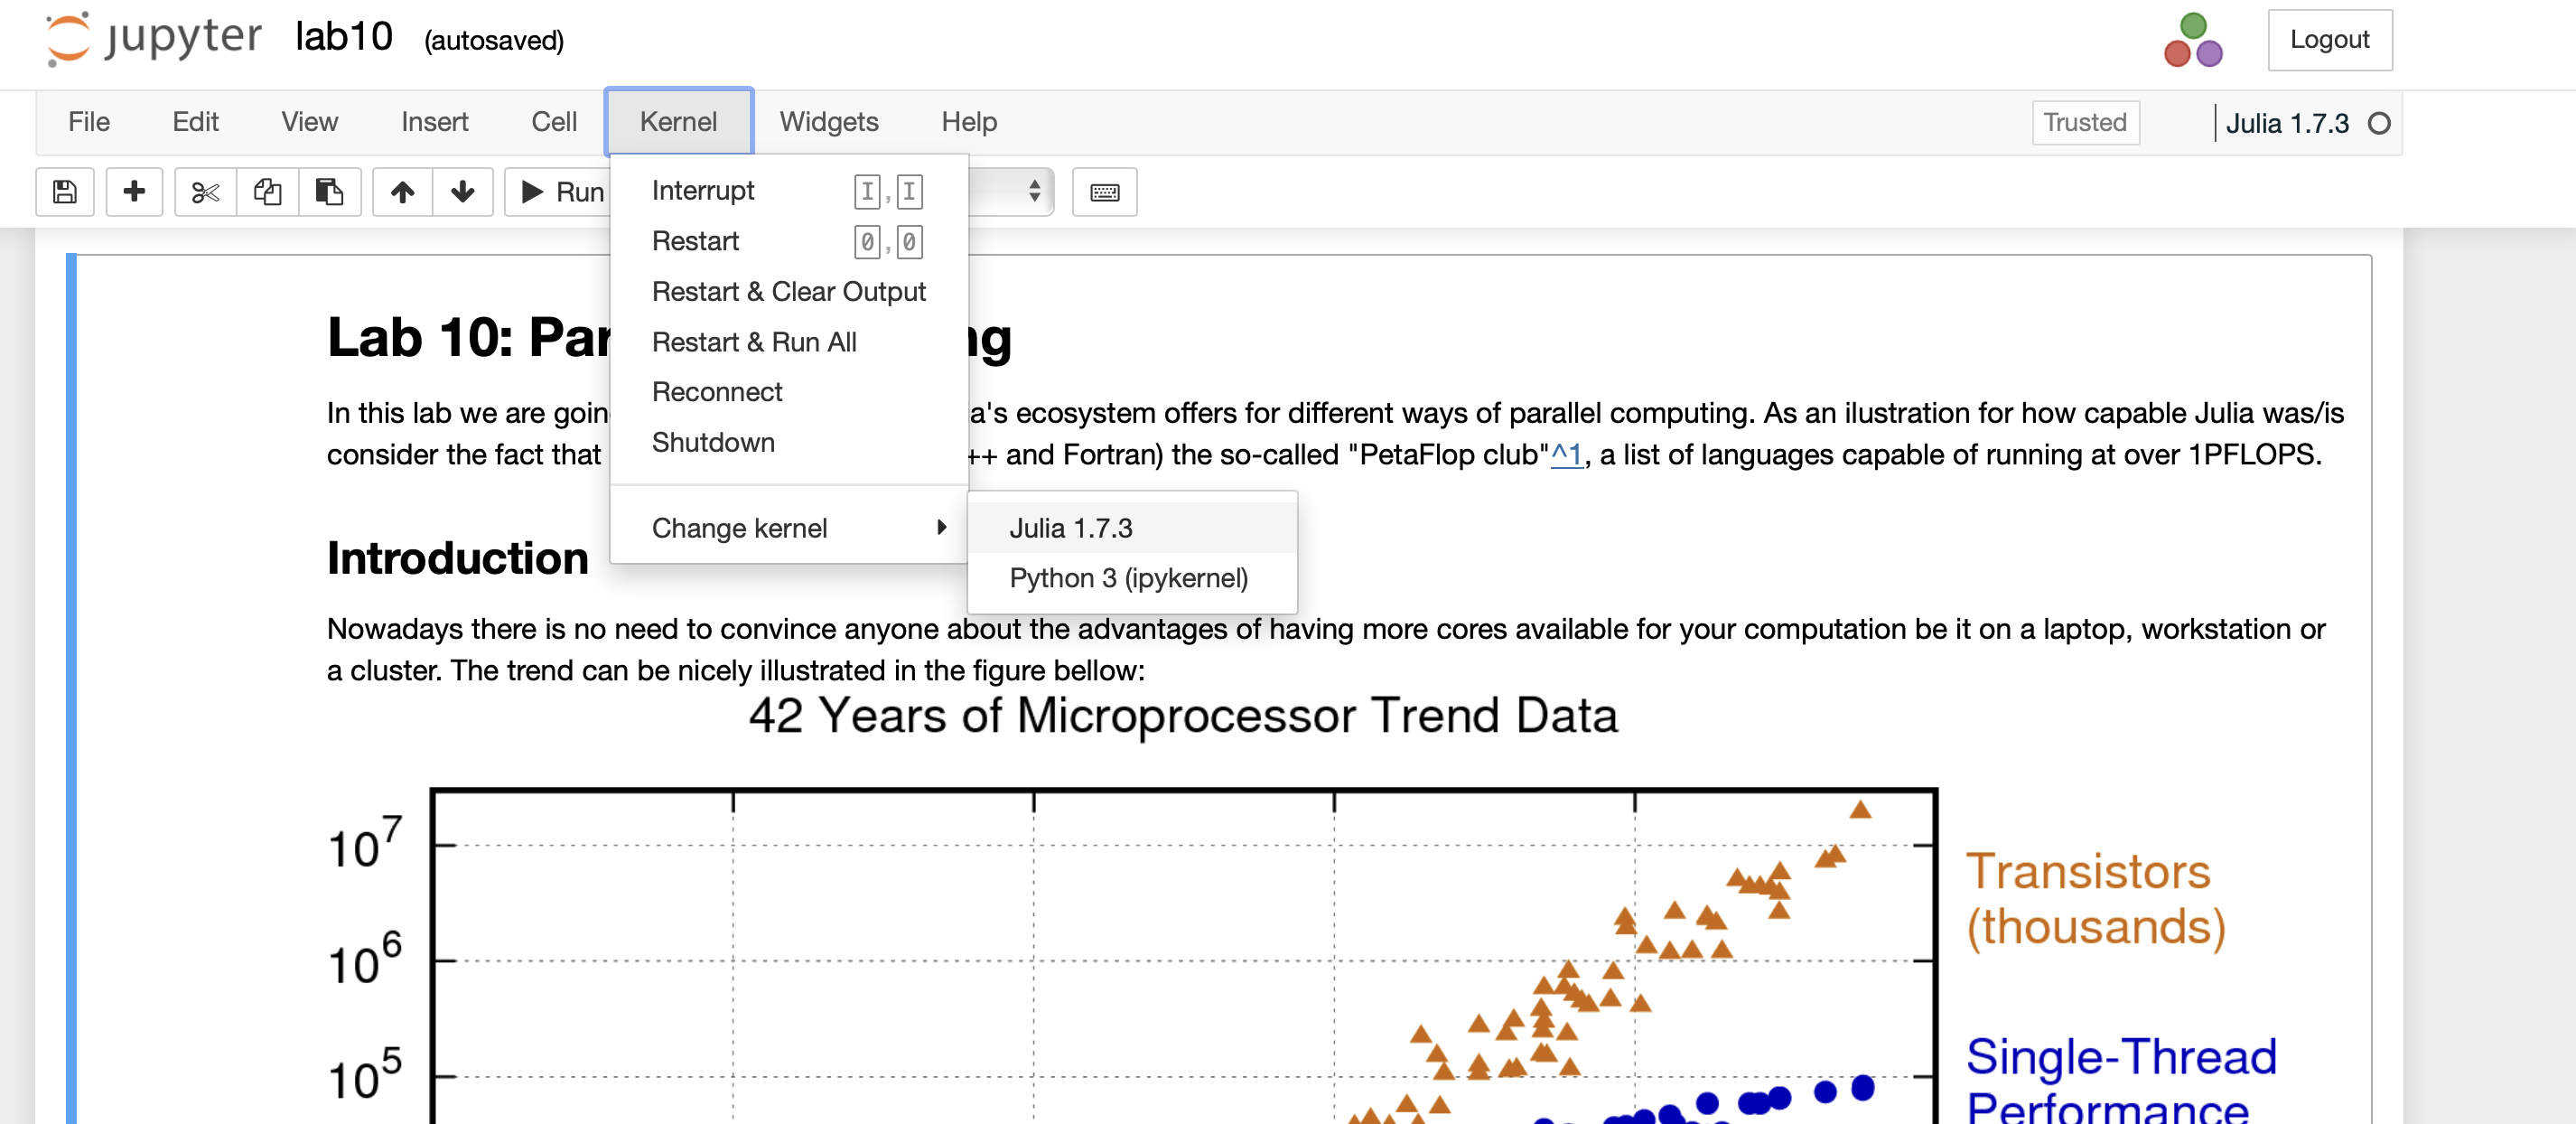 jupyter lab10 (autosaved)
Logout
File Edit View Insert Cell Kernel Widgets Help
Trusted
Julia 1.7.3
Run
Interrupt I,I
Restart 0,0
Restart & Clear Output
Restart & Run All
Reconnect
Shutdown
Change kernel
Julia 1.7.3
Python 3 (ipykernel)
Lab 10: Par ng
In this lab we are goin a's ecosystem offers for different ways of parallel computing. As an ilustration for how capable Julia was/is
consider the fact that ++ and Fortran) the so-called "PetaFlop club"^1, a list of languages capable of running at over 1PFLOPS.
Introduction
Nowadays there is no need to convince anyone about the advantages of having more cores available for your computation be it on a laptop, workstation or
a cluster. The trend can be nicely illustrated in the figure bellow:
42 Years of Microprocessor Trend Data
10^7
10^6
10^5
Transistors
(thousands)
Single-Thread
Performance